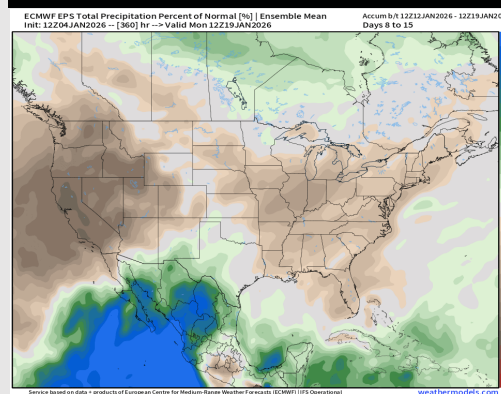 ECMWF EPS Total Precipitation Percent of Normal [%] | Ensemble Mean
Init: 12Z04JAN2026 -- [360] hr --> Valid Mon 12Z19JAN2026
Accum b/t 12Z12JAN2026 - 12Z19JAN20
Days 8 to 15
Service based on data + products of European Centre for Medium-Range Weather Forecasts (ECMWF) | IFS Operational
weathermodels.com